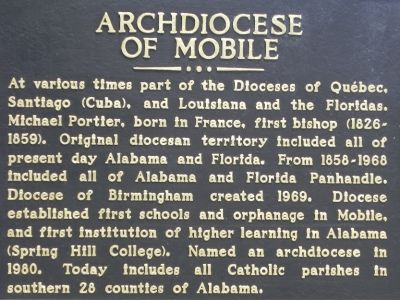 ARCHDIOCESE
OF MOBILE
At various times part of the Dioceses of Québec,
Santiago (Cuba), and Louisiana and the Floridas.
Michael Portier, born in France, first bishop (1826-
1859). Original diocesan territory included all of
present day Alabama and Florida. From 1858-1968
included all of Alabama and Florida Panhandle.
Diocese of Birmingham created 1969. Diocese
established first schools and orphanage in Mobile,
and first institution of higher learning in Alabama
(Spring Hill College). Named an archdiocese in
1980. Today includes all Catholic parishes in
southern 28 counties of Alabama.